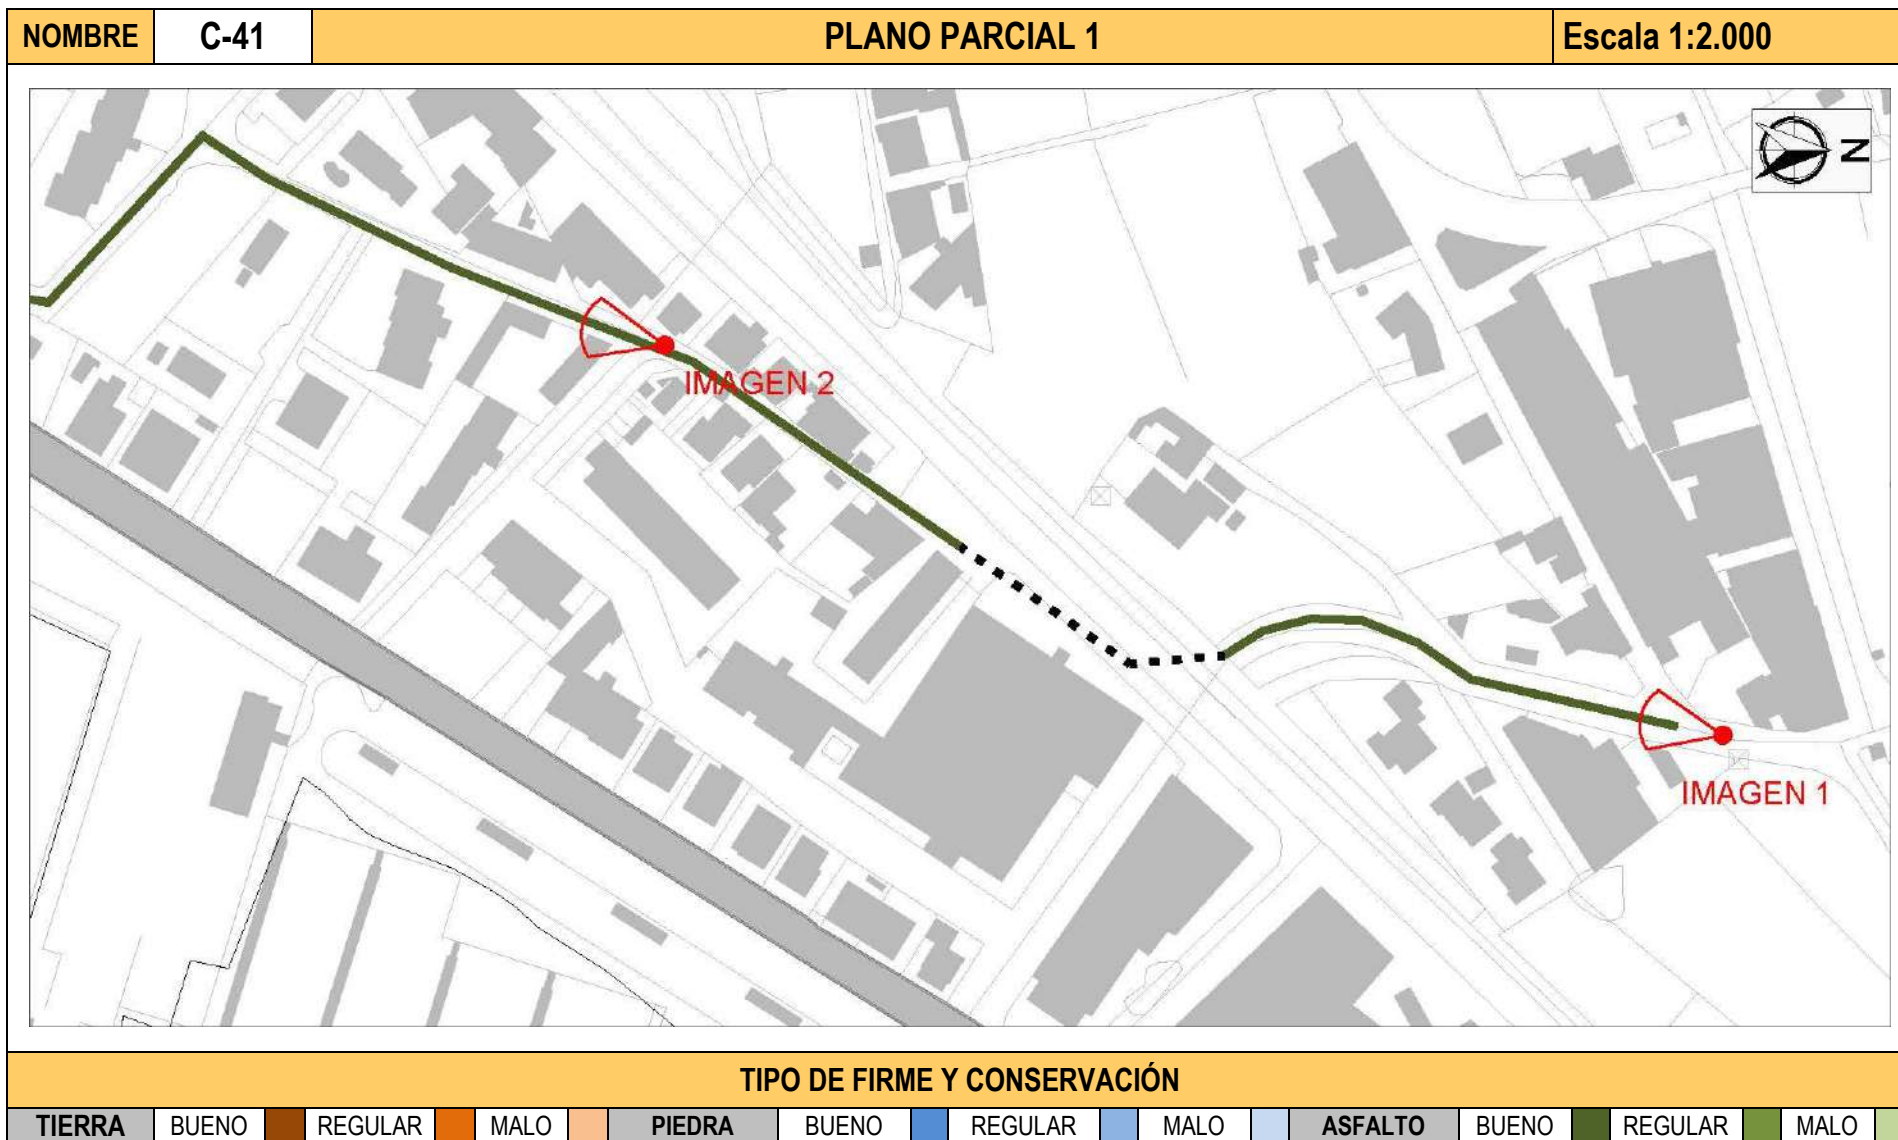 NOMBRE C-41 PLANO PARCIAL 1 Escala 1:2.000
N
IMAGEN 2
IMAGEN 1
TIPO DE FIRME Y CONSERVACIÓN
TIERRA BUENO REGULAR MALO PIEDRA BUENO REGULAR MALO ASFALTO BUENO REGULAR MALO